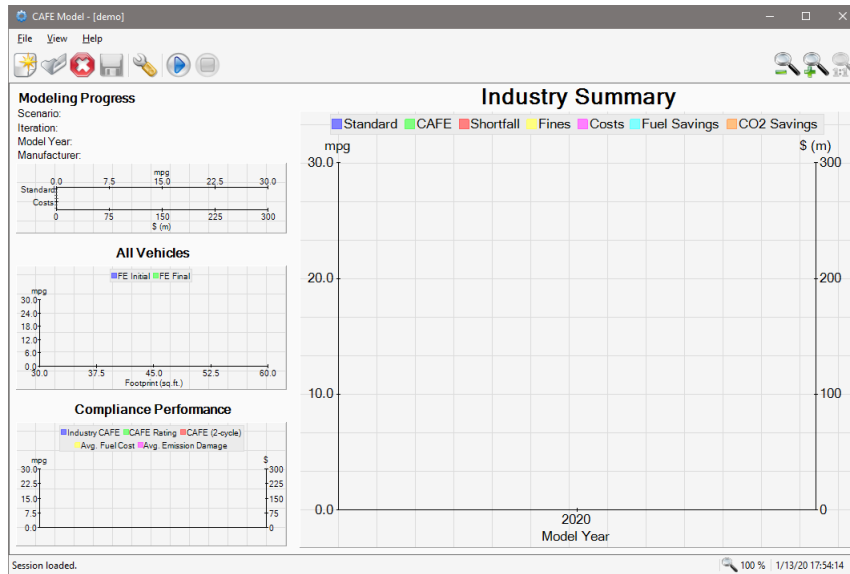 CAFE Model - [demo]
File View Help
Modeling Progress
Scenario:
Iteration:
Model Year:
Manufacturer:
mpg
0.0 7.5 15.0 22.5 30.0
Standard
Costs
0 75 150 225 300
$ (m)
All Vehicles
FE Initial FE Final
mpg
30.0
24.0
18.0
12.0
6.0
0.0
30.0 37.5 45.0 52.5 60.0
Footprint (sq.ft.)
Compliance Performance
Industry CAFE CAFE Rating CAFE (2-cycle)
Avg. Fuel Cost Avg. Emission Damage
mpg $
30.0 300
22.5 225
15.0 150
7.5 75
0.0 0
Industry Summary
Standard CAFE Shortfall Fines Costs Fuel Savings CO2 Savings
mpg $ (m)
30.0 300
20.0 200
10.0 100
0.0 0
2020
Model Year
Session loaded. 100 % 1/13/20 17:54:14